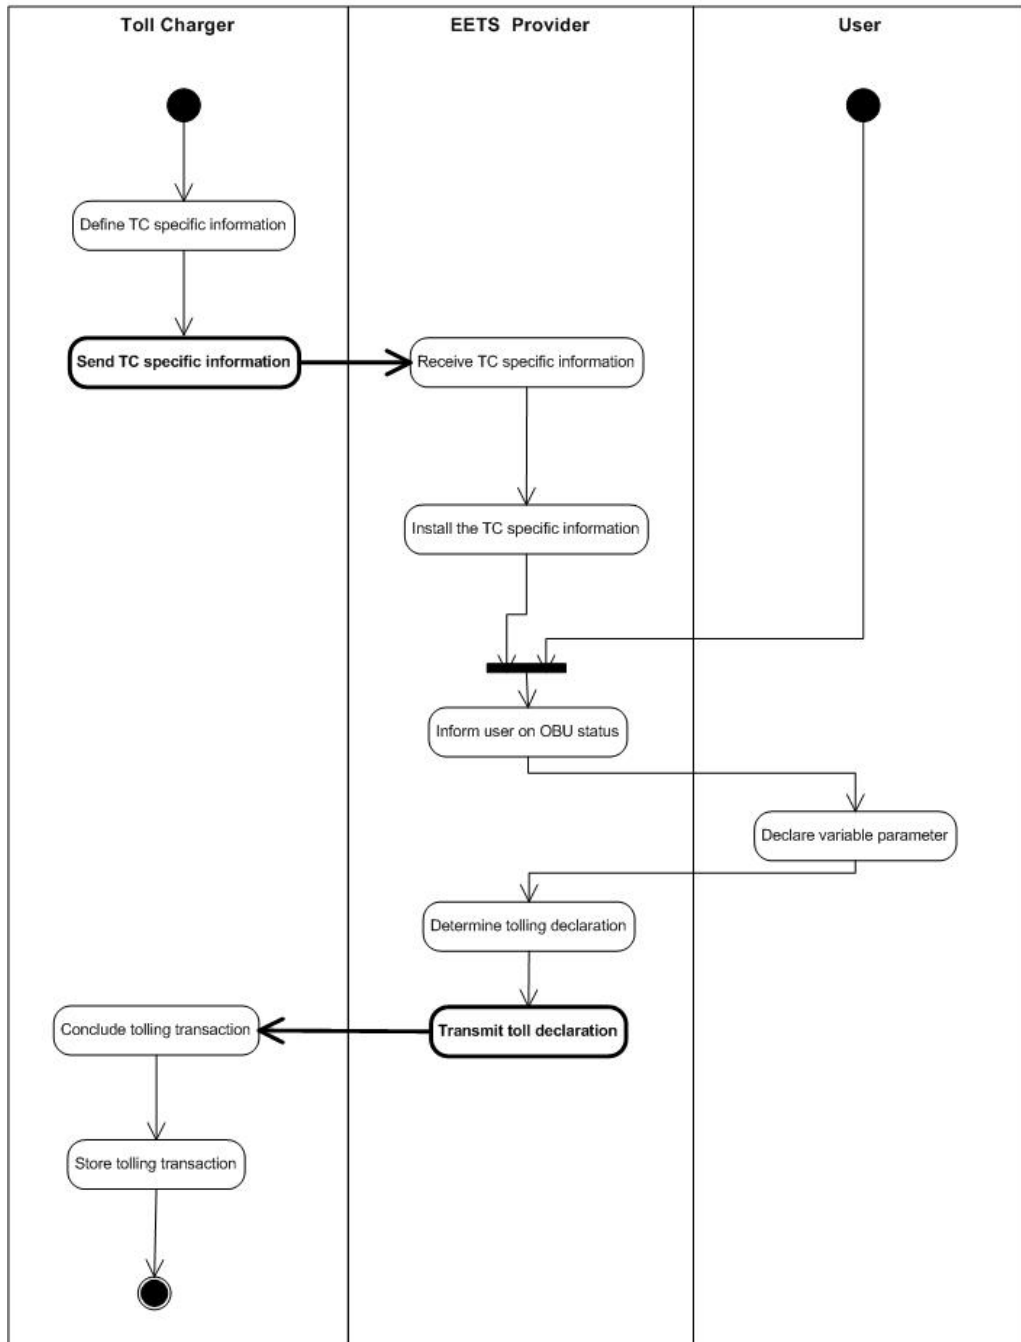 Toll Charger
EETS Provider
User
Define TC specific information
Send TC specific information
Receive TC specific information
Install the TC specific information
Inform user on OBU status
Declare variable parameter
Determine tolling declaration
Conclude tolling transaction
Transmit toll declaration
Store tolling transaction